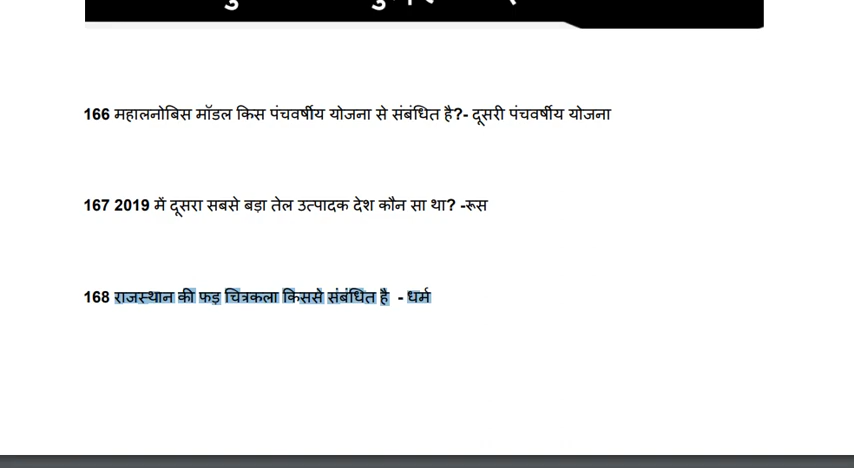 166 महालनोबिस मॉडल किस पंचवर्षीय योजना से संबंधित है?- दूसरी पंचवर्षीय योजना
167 2019 में दूसरा सबसे बड़ा तेल उत्पादक देश कौन सा था? -रूस
168 राजस्थान की फड़ चित्रकला किससे संबंधित है - धर्म